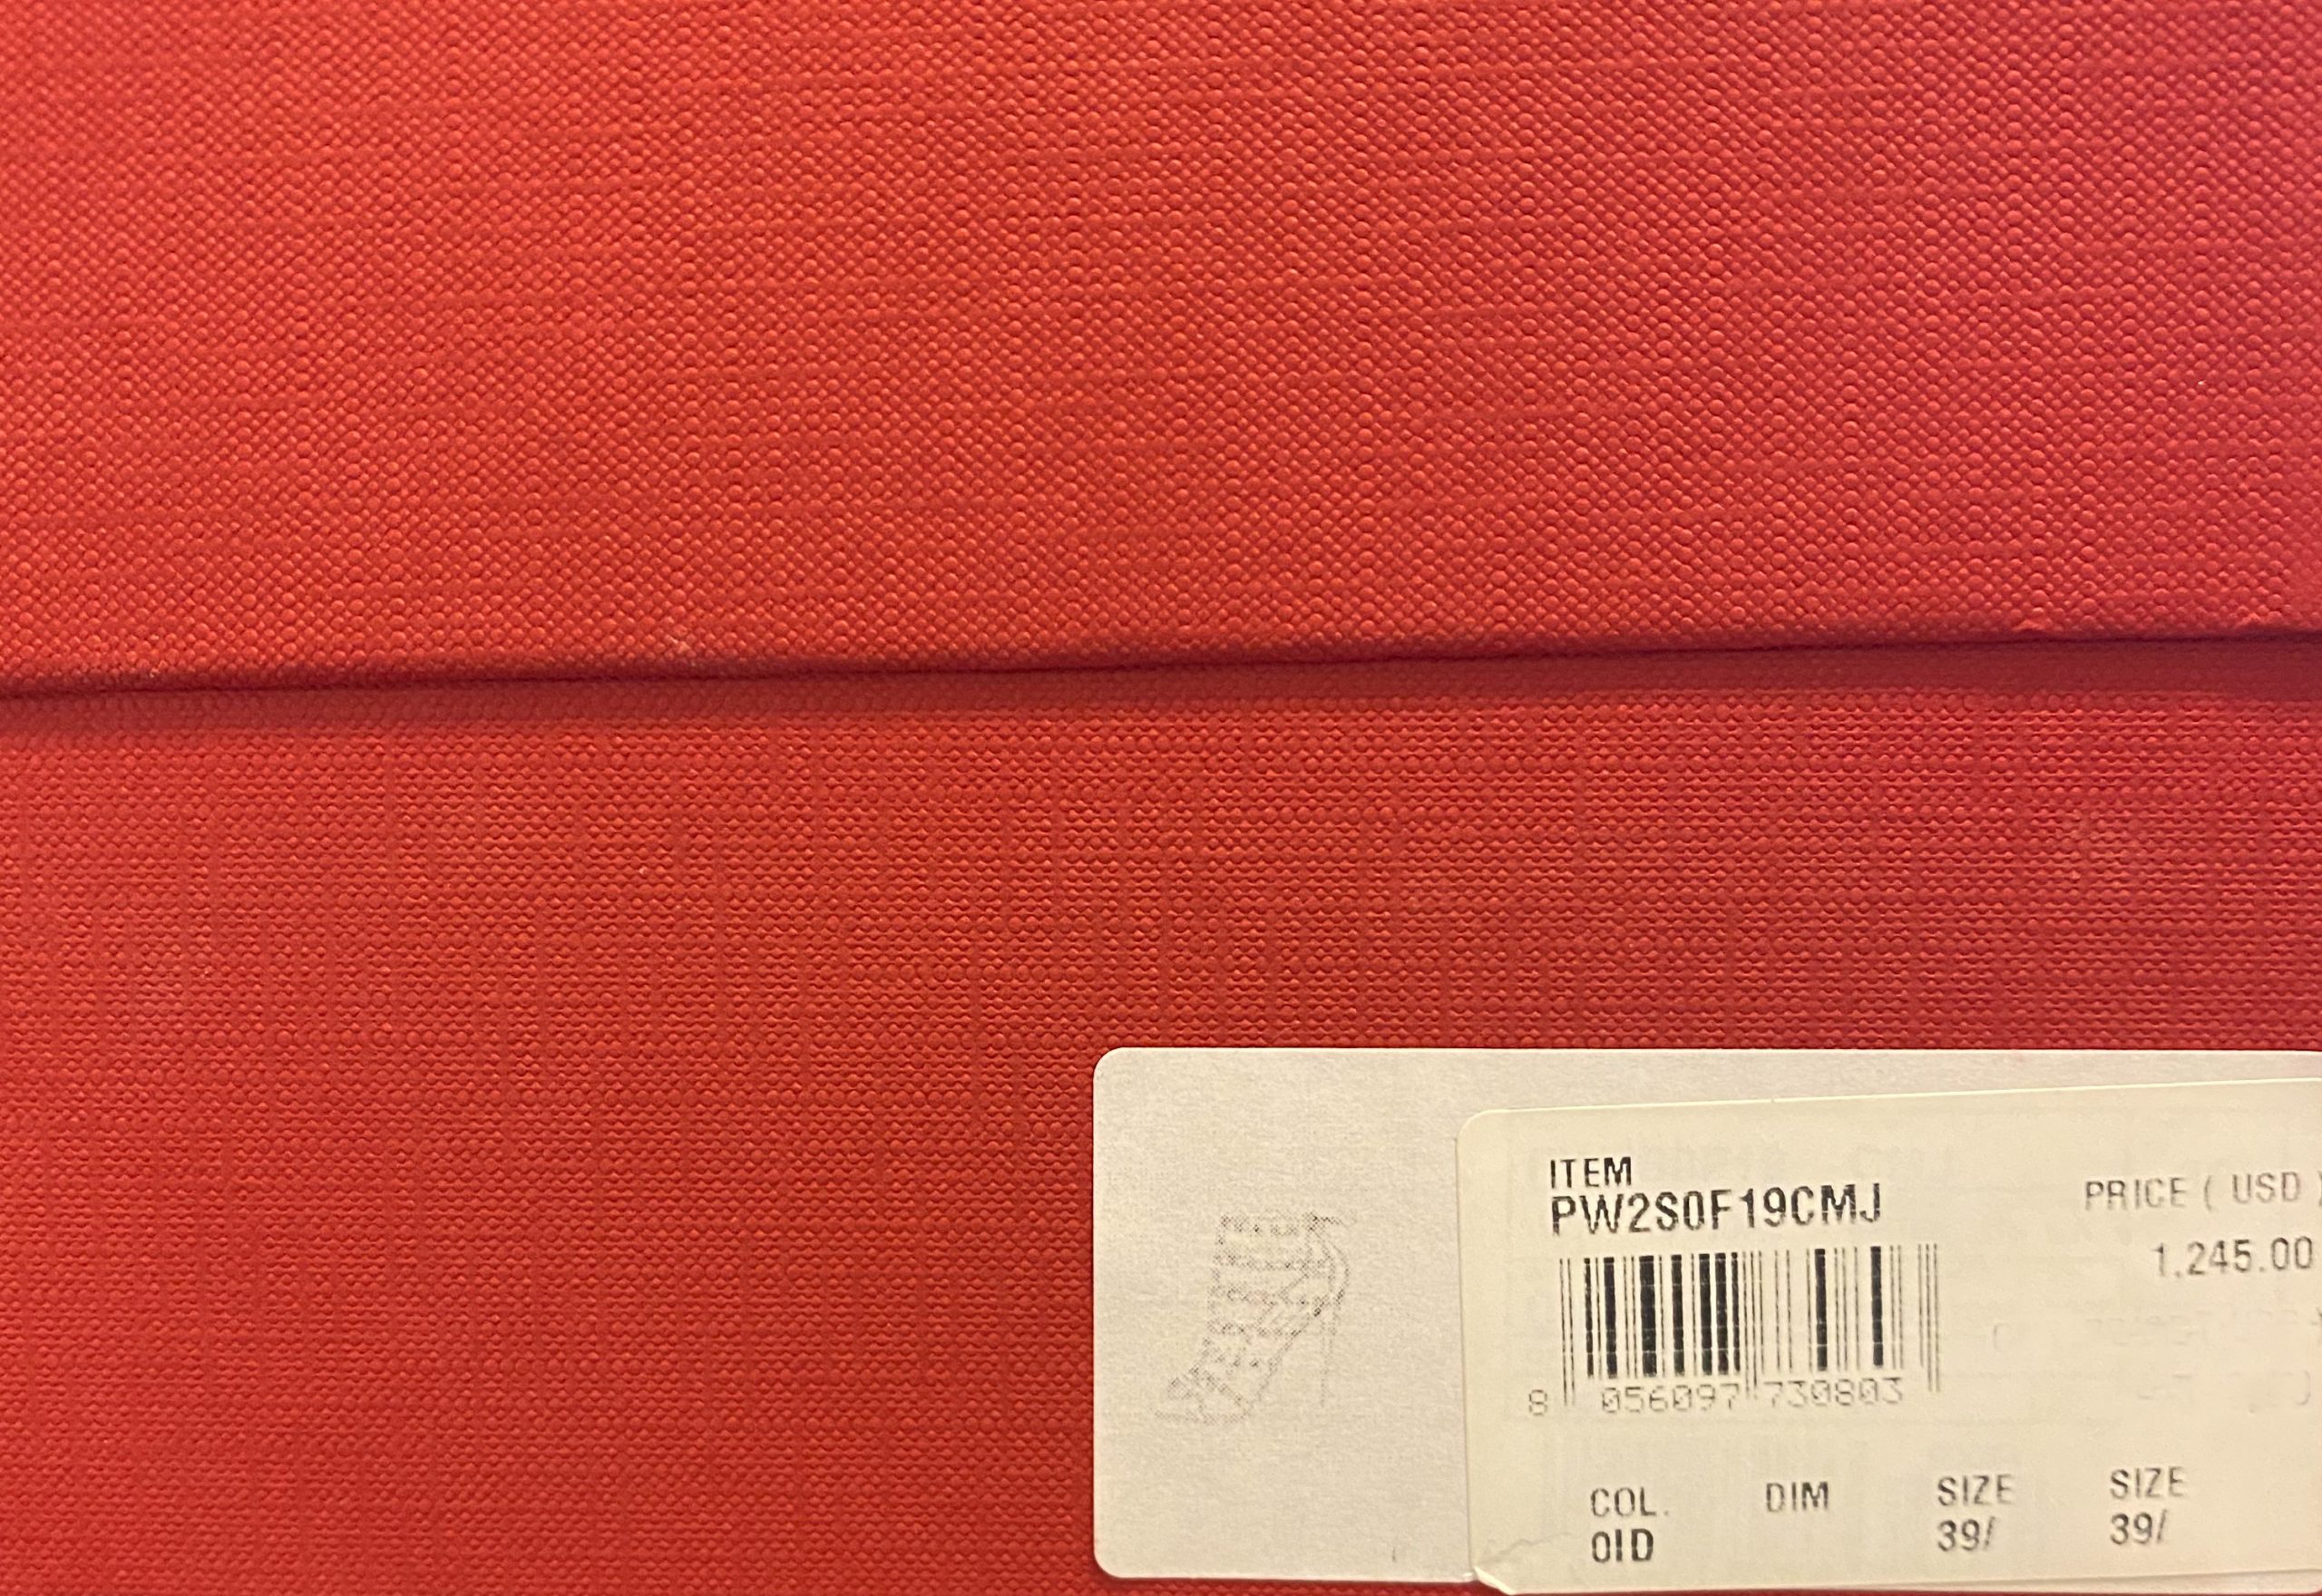 ITEM
PW2S0F19CMJ
PRICE ( USD
1,245.00
8 056097 730803
COL. DIM SIZE SIZE
0ID 39/ 39/